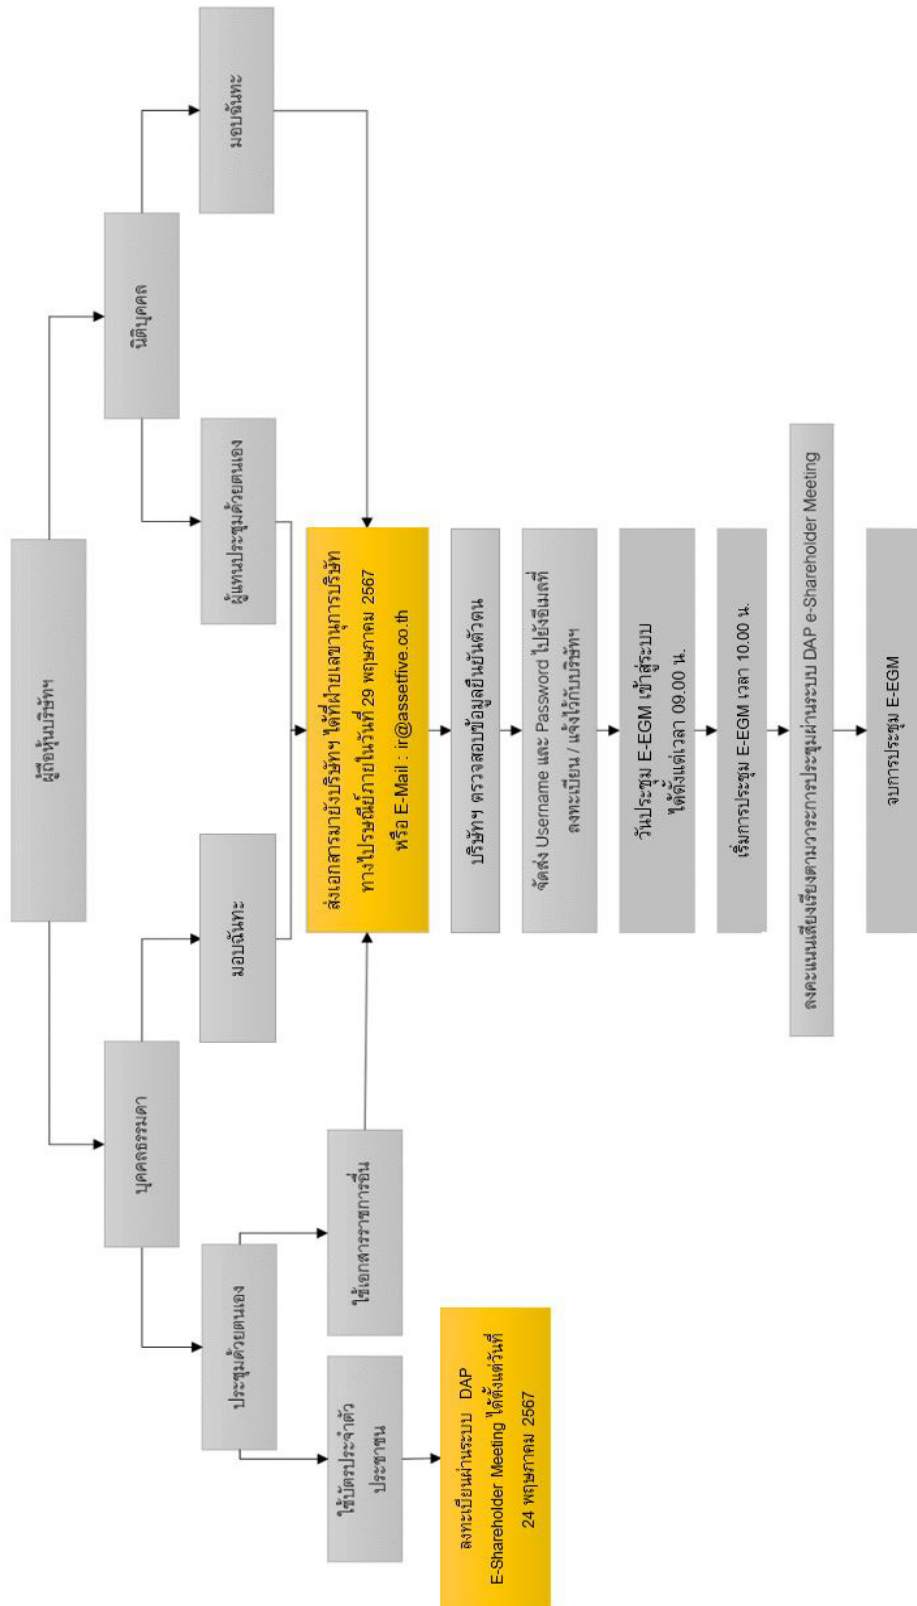 ผู้ถือหุ้นบริษัทฯ
บุคคลธรรมดา
นิติบุคคล
ประชุมด้วยตนเอง
มอบฉันทะ
ผู้แทนประชุมด้วยตนเอง
มอบฉันทะ
ใช้บัตรประจำตัว
ประชาชน
ใช้เอกสารราชการอื่น
ส่งเอกสารมายังบริษัทฯ ได้ที่ฝ่ายเลขานุการบริษัท
ทางไปรษณีย์ภายในวันที่ 29 พฤษภาคม 2567
หรือ E-Mail : ir@assetfive.co.th
ลงทะเบียนผ่านระบบ DAP
E-Shareholder Meeting ได้ตั้งแต่วันที่
24 พฤษภาคม 2567
บริษัทฯ ตรวจสอบข้อมูลยืนยันตัวตน
จัดส่ง Username และ Password ไปยังอีเมลที่
ลงทะเบียน / แจ้งไว้กับบริษัทฯ
วันประชุม E-EGM เข้าสู่ระบบ
ได้ตั้งแต่เวลา 09.00 น.
เริ่มการประชุม E-EGM เวลา 10.00 น.
ลงคะแนนเสียงเรียงตามวาระการประชุมผ่านระบบ DAP e-Shareholder Meeting
จบการประชุม E-EGM